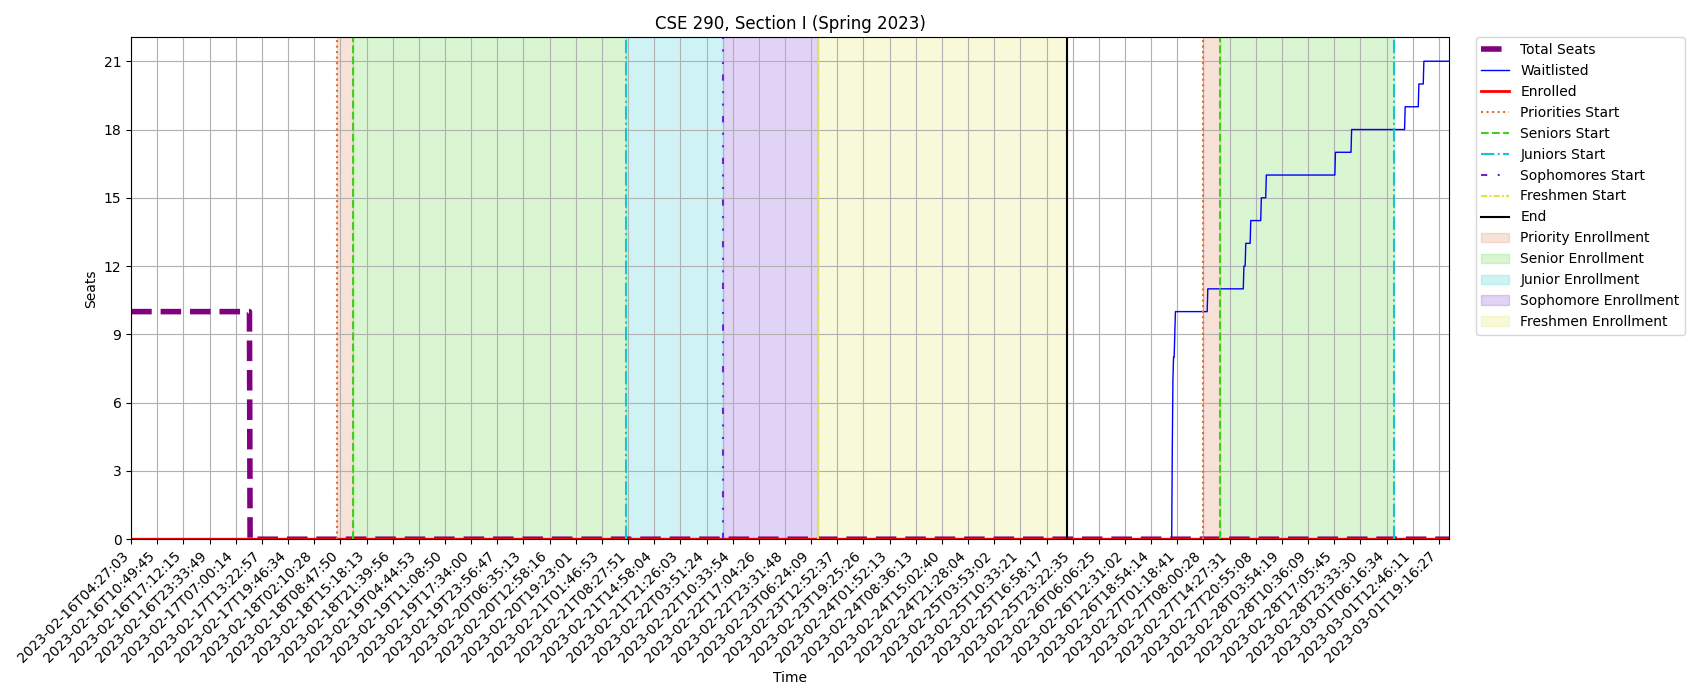 CSE 290, Section I (Spring 2023)
Seats
21
18
15
12
9
6
3
0
2023-02-16T04:27:03
2023-02-16T10:49:45
2023-02-16T17:12:15
2023-02-16T23:33:49
2023-02-17T07:00:14
2023-02-17T13:22:57
2023-02-17T19:46:34
2023-02-18T02:10:28
2023-02-18T08:47:50
2023-02-18T15:18:13
2023-02-18T21:39:56
2023-02-19T04:44:53
2023-02-19T11:08:50
2023-02-19T17:34:00
2023-02-19T23:56:47
2023-02-20T06:35:13
2023-02-20T12:58:16
2023-02-20T19:23:01
2023-02-21T01:46:53
2023-02-21T08:27:51
2023-02-21T14:58:04
2023-02-21T21:26:03
2023-02-22T03:51:24
2023-02-22T10:33:54
2023-02-22T17:04:26
2023-02-22T23:31:48
2023-02-23T06:24:09
2023-02-23T12:52:37
2023-02-23T19:25:26
2023-02-24T01:52:13
2023-02-24T08:36:13
2023-02-24T15:02:40
2023-02-24T21:28:04
2023-02-25T03:53:02
2023-02-25T10:33:21
2023-02-25T16:58:17
2023-02-25T23:22:35
2023-02-26T06:06:25
2023-02-26T12:31:02
2023-02-26T18:54:14
2023-02-27T01:18:41
2023-02-27T08:00:28
2023-02-27T14:27:31
2023-02-27T20:55:08
2023-02-28T03:54:19
2023-02-28T10:36:09
2023-02-28T17:05:45
2023-02-28T23:33:30
2023-03-01T06:16:34
2023-03-01T12:46:11
2023-03-01T19:16:27
Time
Total Seats
Waitlisted
Enrolled
Priorities Start
Seniors Start
Juniors Start
Sophomores Start
Freshmen Start
End
Priority Enrollment
Senior Enrollment
Junior Enrollment
Sophomore Enrollment
Freshmen Enrollment